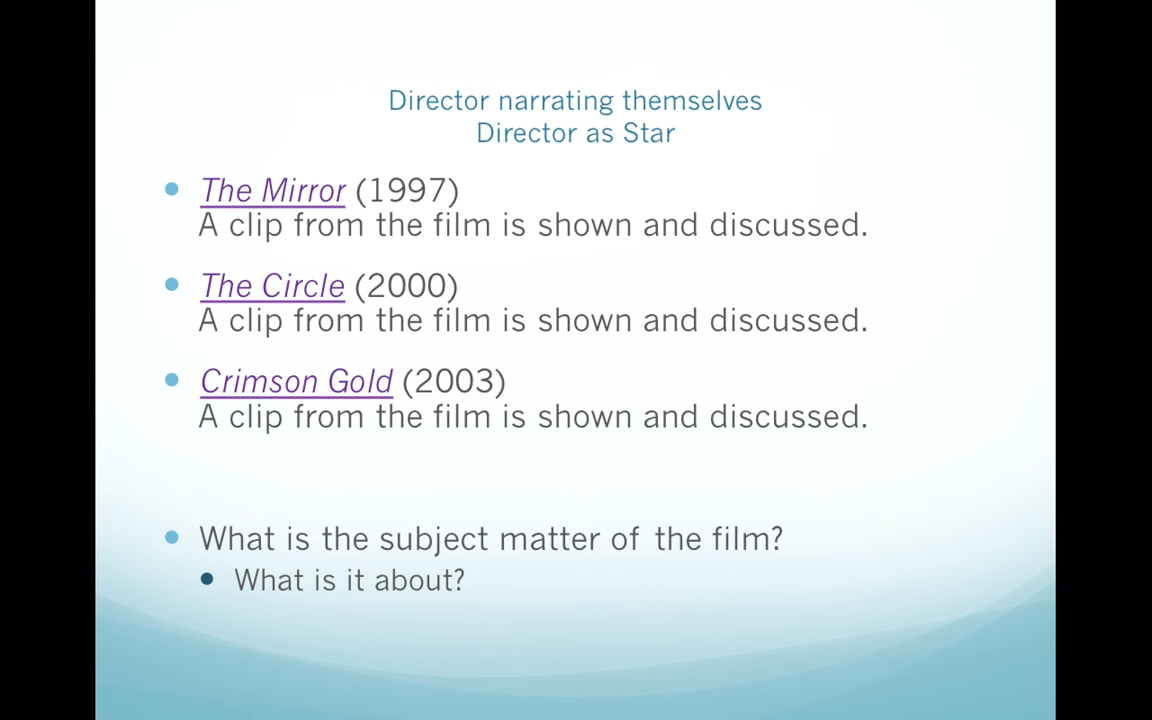 Director narrating themselves
Director as Star
The Mirror (1997)
A clip from the film is shown and discussed.
The Circle (2000)
A clip from the film is shown and discussed.
Crimson Gold (2003)
A clip from the film is shown and discussed.
What is the subject matter of the film?
What is it about?